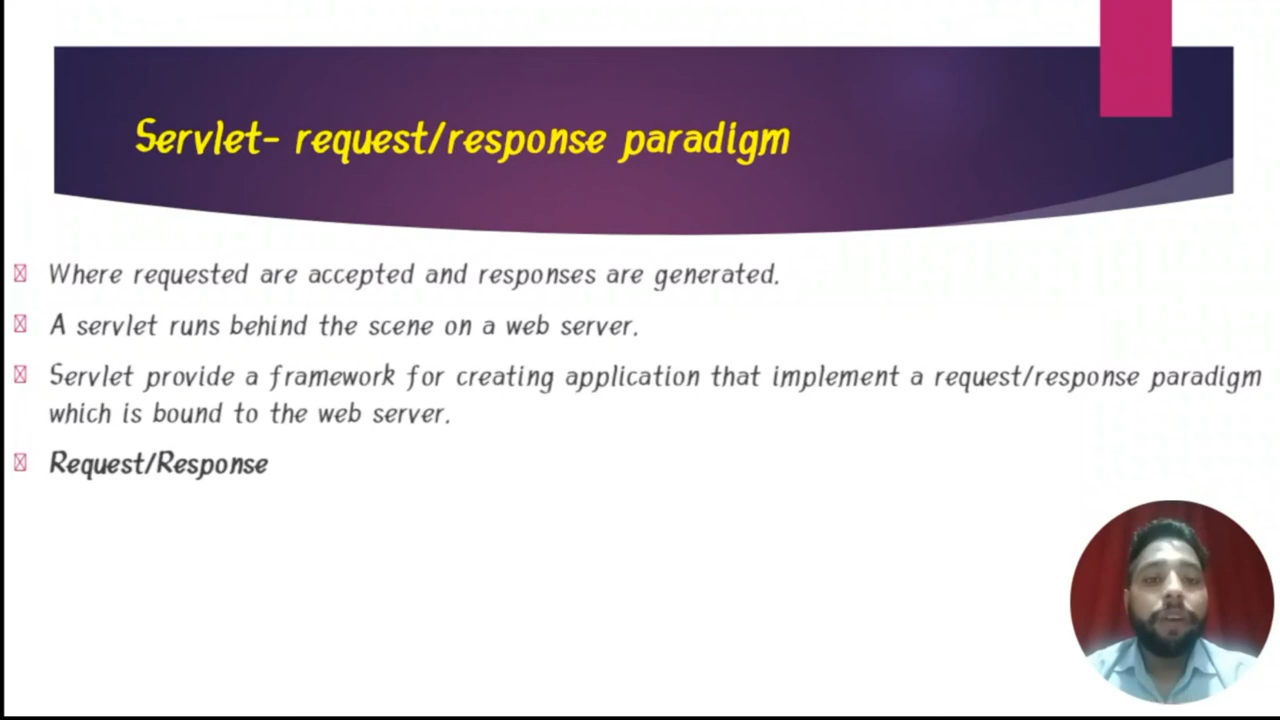 Servlet- request/response paradigm
Where requested are accepted and responses are generated.
A servlet runs behind the scene on a web server.
Servlet provide a framework for creating application that implement a request/response paradigm
which is bound to the web server.
Request/Response